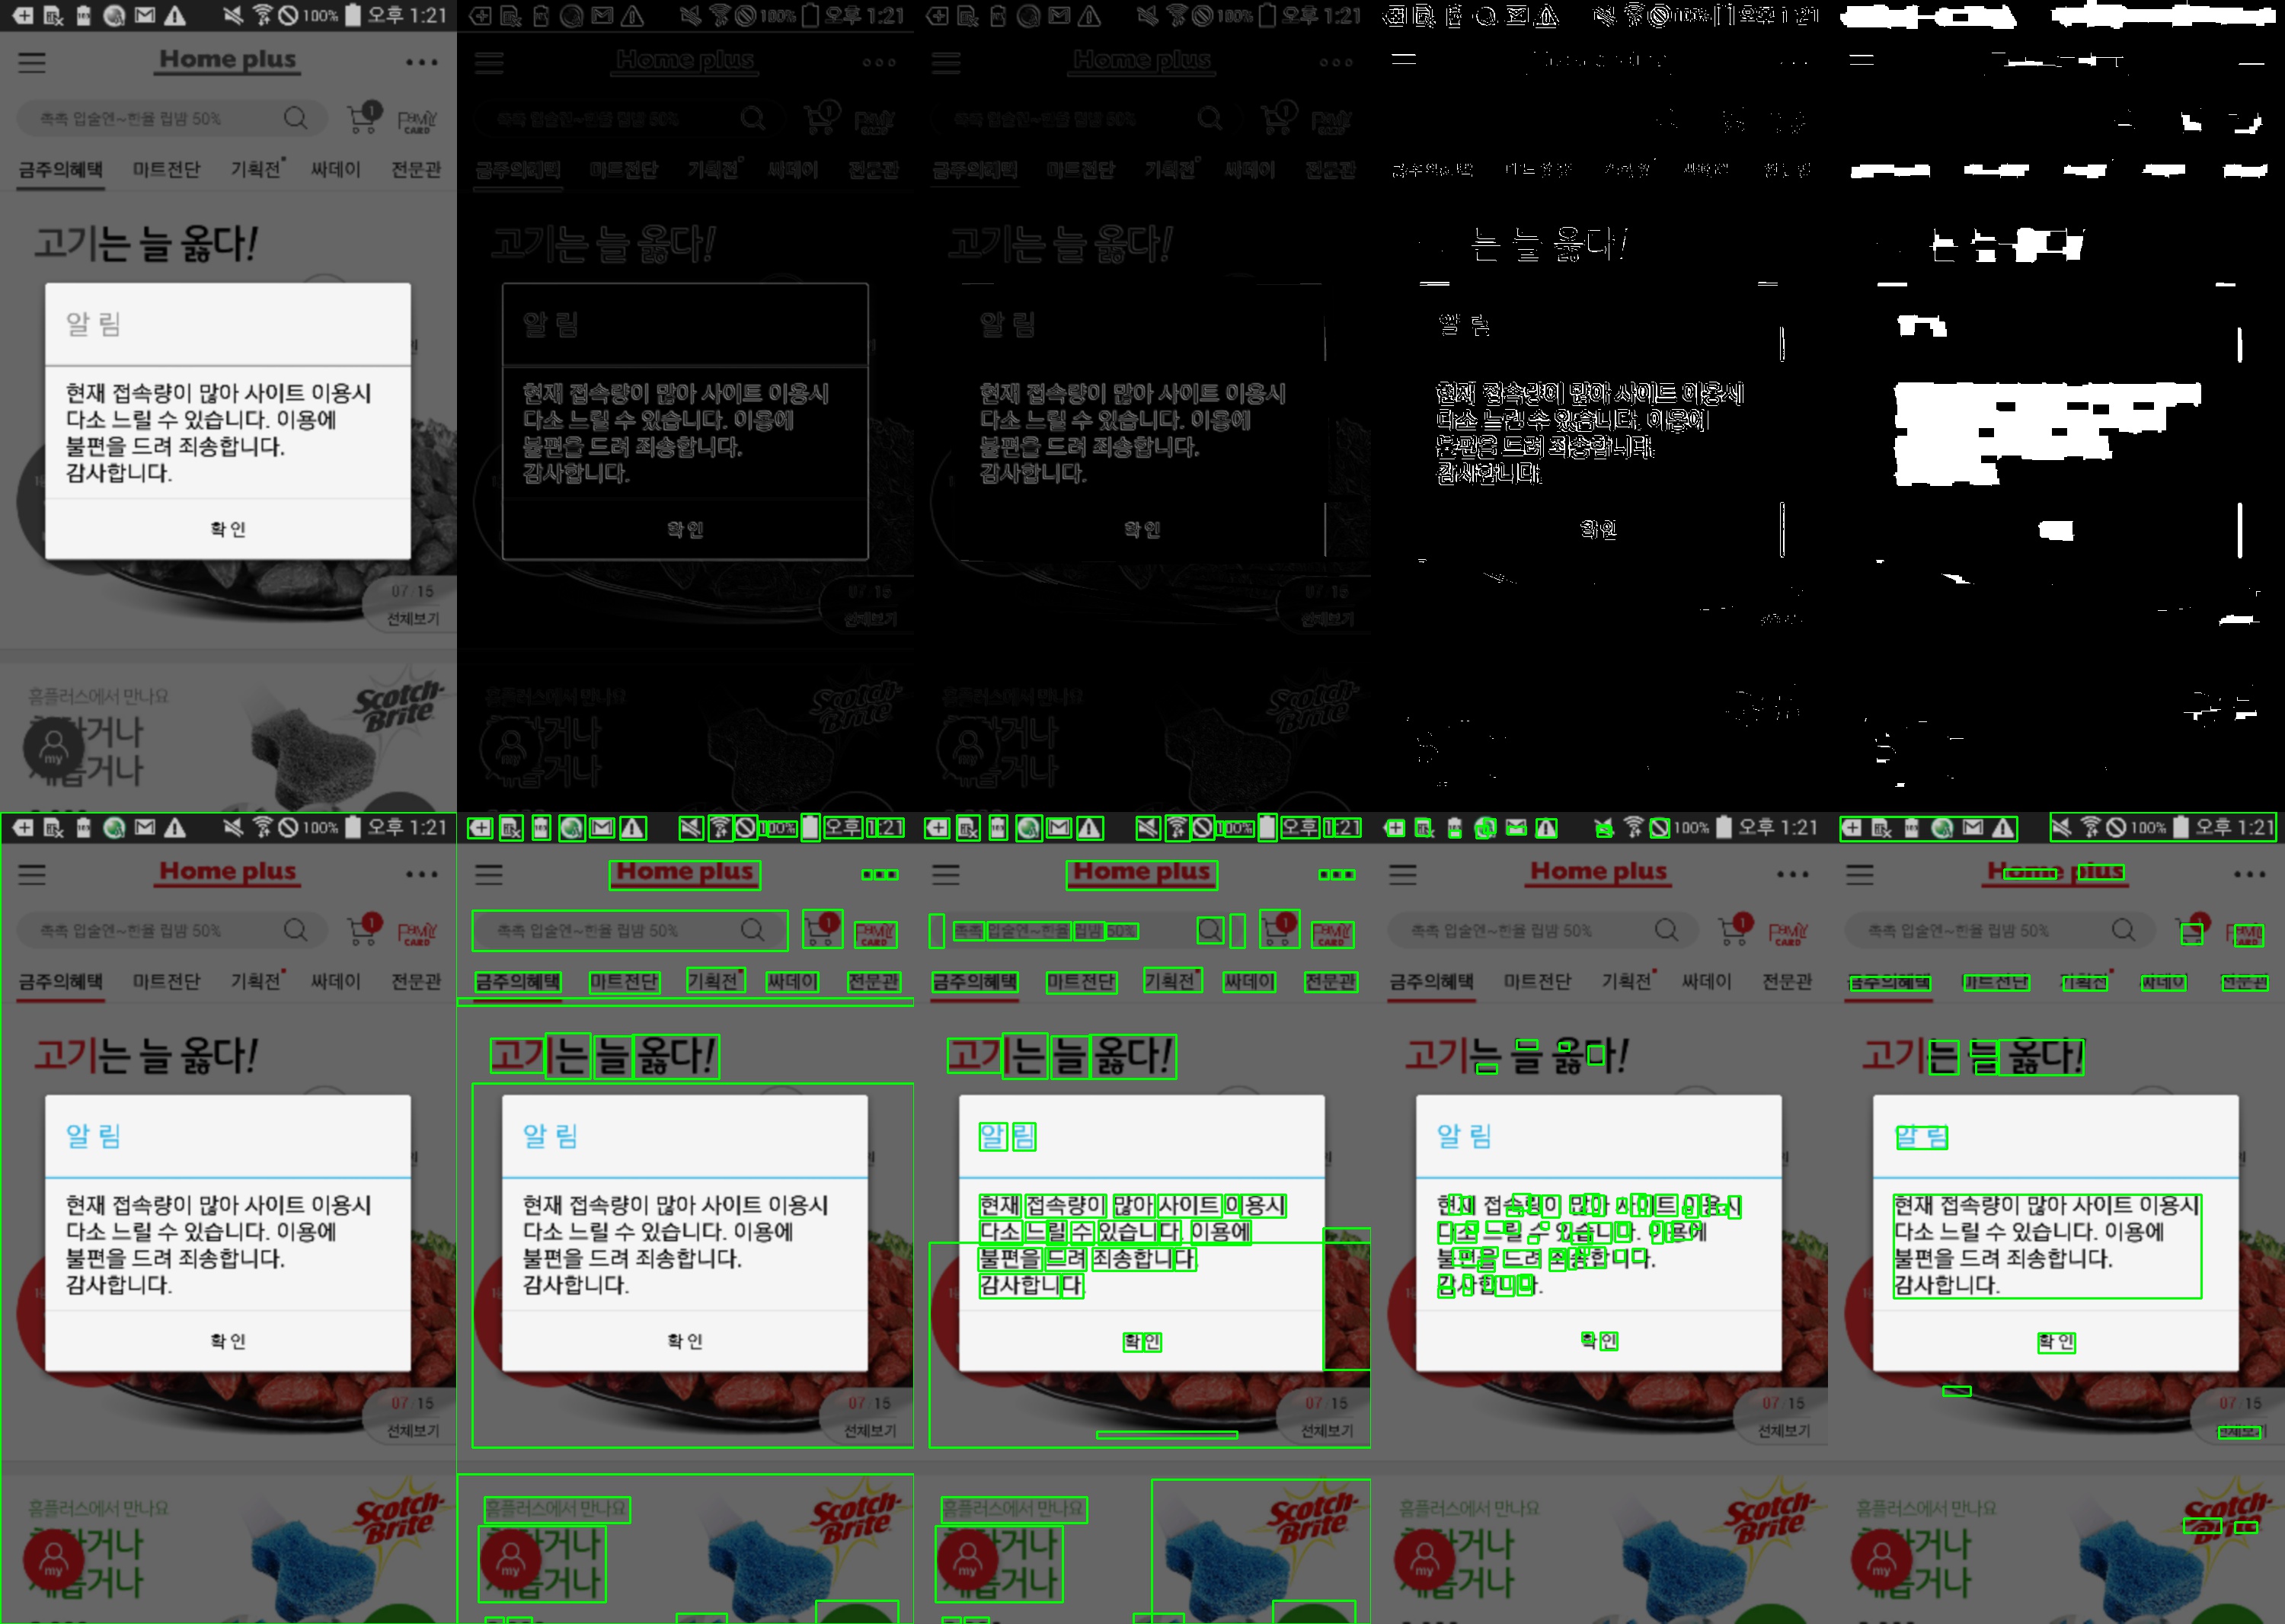 100% 오후 1:21
Home plus
촉촉 입술엔~한율 립밤 50%
1
FAMILY CARD
금주의혜택 마트전단 기획전 싸데이 전문관
고기는 늘 옳다!
알 림
현재 접속량이 많아 사이트 이용시
다소 느릴 수 있습니다. 이용에
불편을 드려 죄송합니다.
감사합니다.
확인
07 15
전체보기
홈플러스에서 만나요
Scotch-
Brite
거나
my
거나